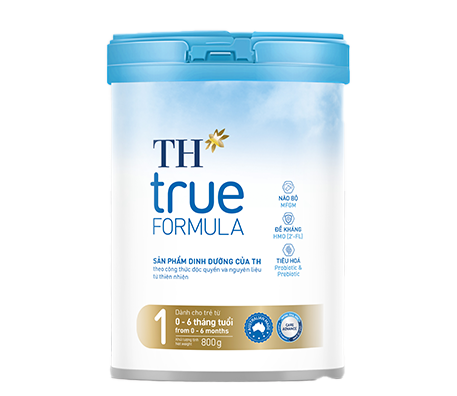 TH
true
FORMULA
SẢN PHẨM DINH DƯỠNG CỦA TH
theo công thức độc quyền và nguyên liệu
từ thiên nhiên
NÃO BỘ
MFGM
ĐỀ KHÁNG
HMO (2'-FL)
TIÊU HÓA
Probiotic &
Prebiotic
1
Dành cho trẻ từ
0 - 6 tháng tuổi
from 0 - 6 months
800g
CARE
ADVANCE